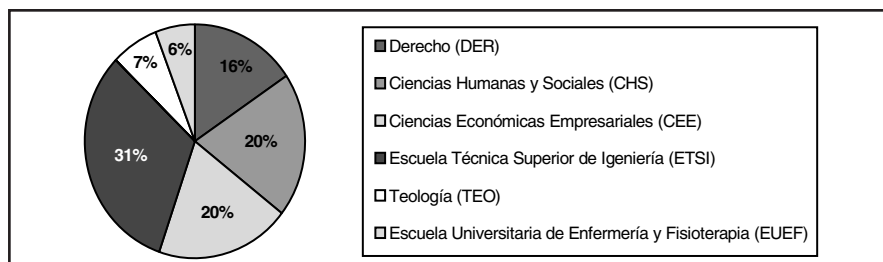 6%
7%
16%
31%
20%
20%
Derecho (DER)
Ciencias Humanas y Sociales (CHS)
Ciencias Económicas Empresariales (CEE)
Escuela Técnica Superior de Igeniería (ETSI)
Teología (TEO)
Escuela Universitaria de Enfermería y Fisioterapia (EUEF)